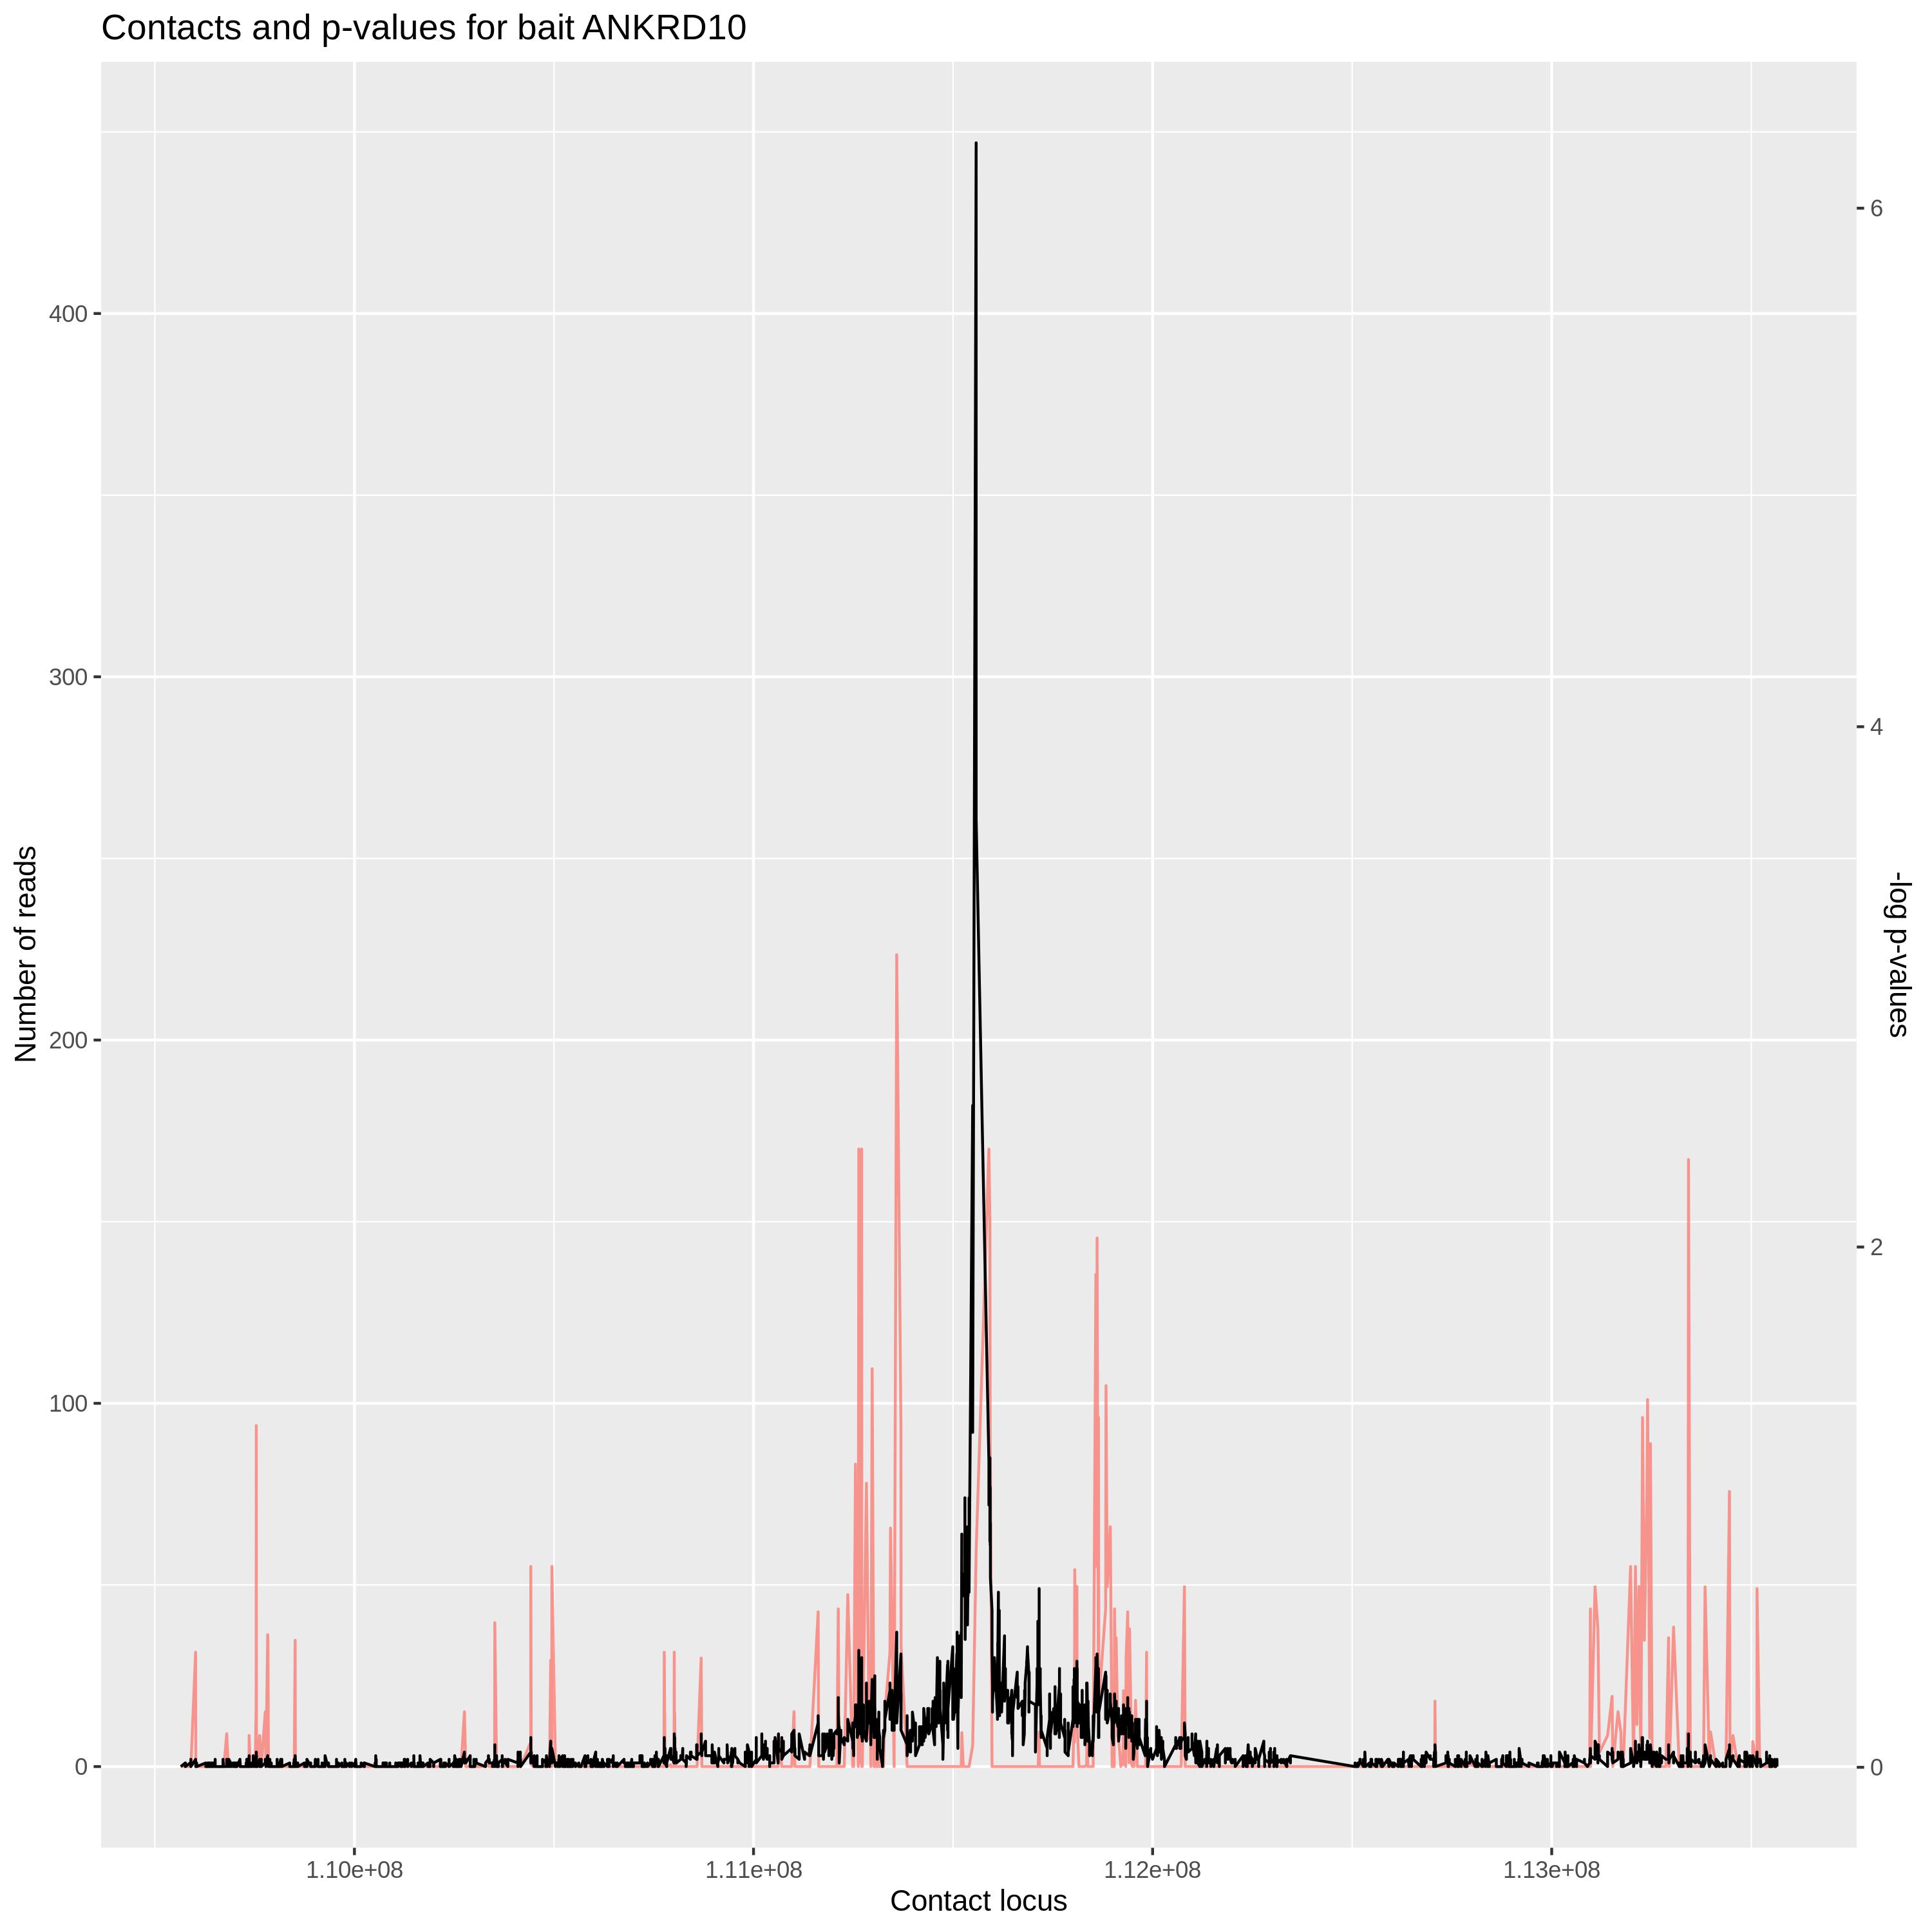 Contacts and p-values for bait ANKRD10
Number of reads
400
300
200
100
0
6
4
2
0
-log p-values
1.10e+08
1.11e+08
1.12e+08
1.13e+08
Contact locus